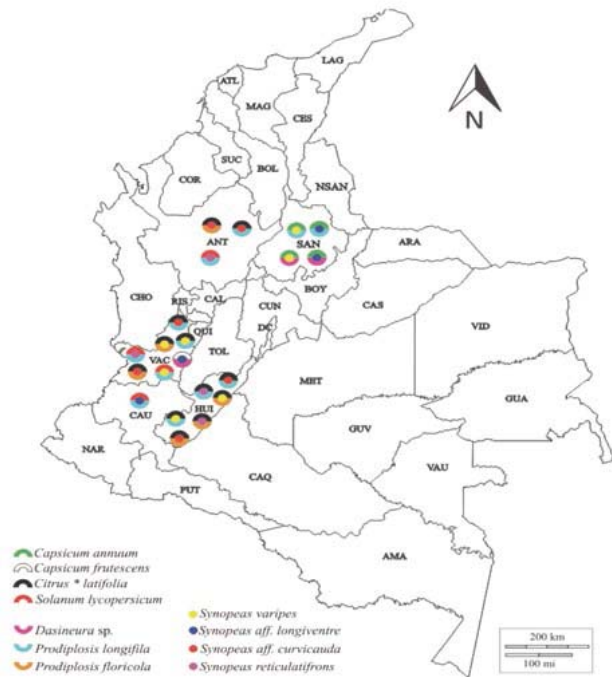 LAG
ATL
MAG
CES
N
SUC
BOL
COR
NSAN
ANT
SAN
ARA
BOY
CHO
CAL
RIS
CUN
CAS
VID
QUI
DC
VAC
TOL
MET
GUA
CAU
HUI
GUV
NAR
VAU
CAQ
PUT
AMA
Capsicum annuum
Capsicum frutescens
Citrus * latifolia
Solanum lycopersicum
Dasineura sp.
Prodiplosis longifila
Prodiplosis floricola
Synopeas varipes
Synopeas aff. longiventre
Synopeas aff. curvicauda
Synopeas reticulatifrons
200 km
100 mi